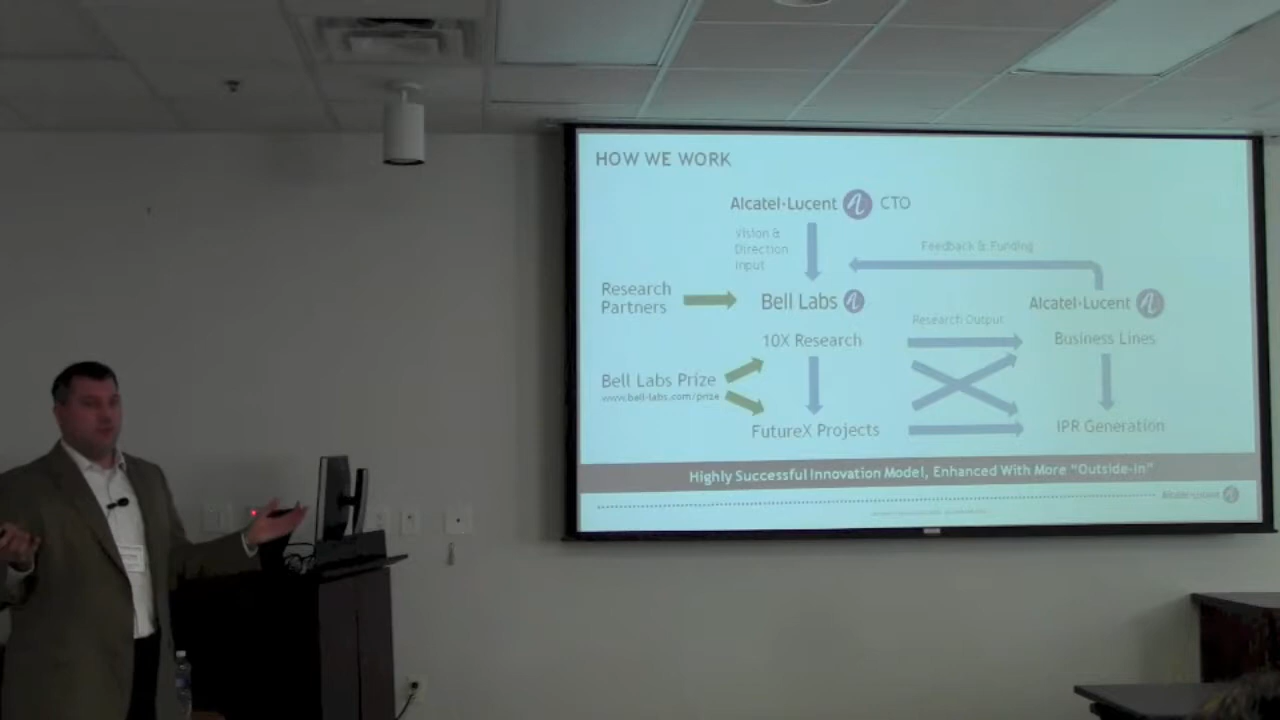 HOW WE WORK
Alcatel·Lucent CTO
Vision &
Direction
Input
Feedback & Funding
Research
Partners
Bell Labs
Alcatel·Lucent
Research Output
10X Research
Business Lines
Bell Labs Prize
www.bell-labs.com/prize
FutureX Projects
IPR Generation
Highly Successful Innovation Model, Enhanced With More "Outside-In"
Alcatel·Lucent